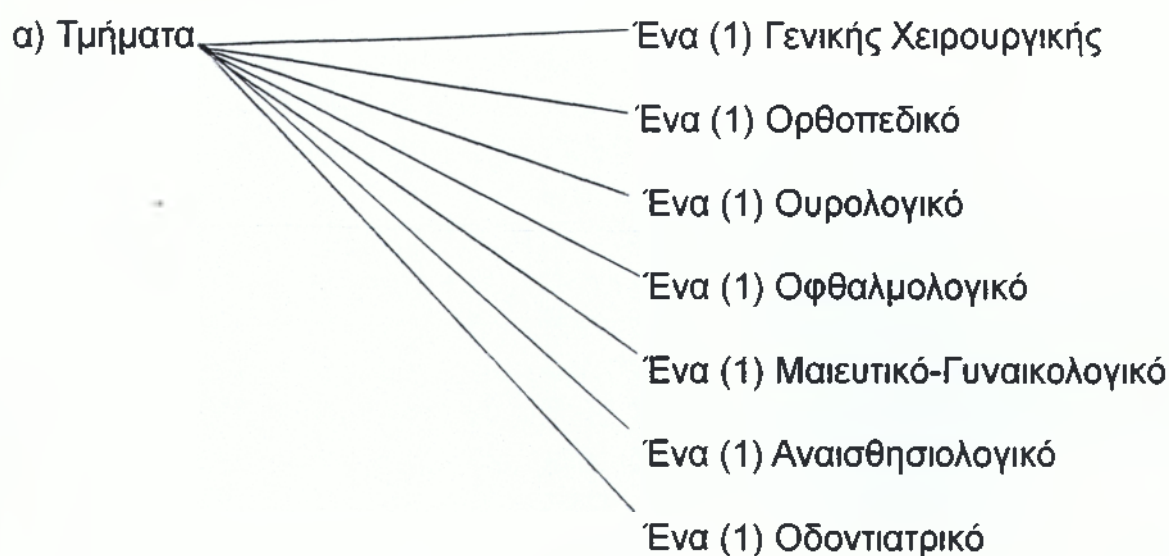 α) Τμήματα
Ένα (1) Γενικής Χειρουργικής
Ένα (1) Ορθοπεδικό
Ένα (1) Ουρολογικό
Ένα (1) Οφθαλμολογικό
Ένα (1) Μαιευτικό-Γυναικολογικό
Ένα (1) Αναισθησιολογικό
Ένα (1) Οδοντιατρικό